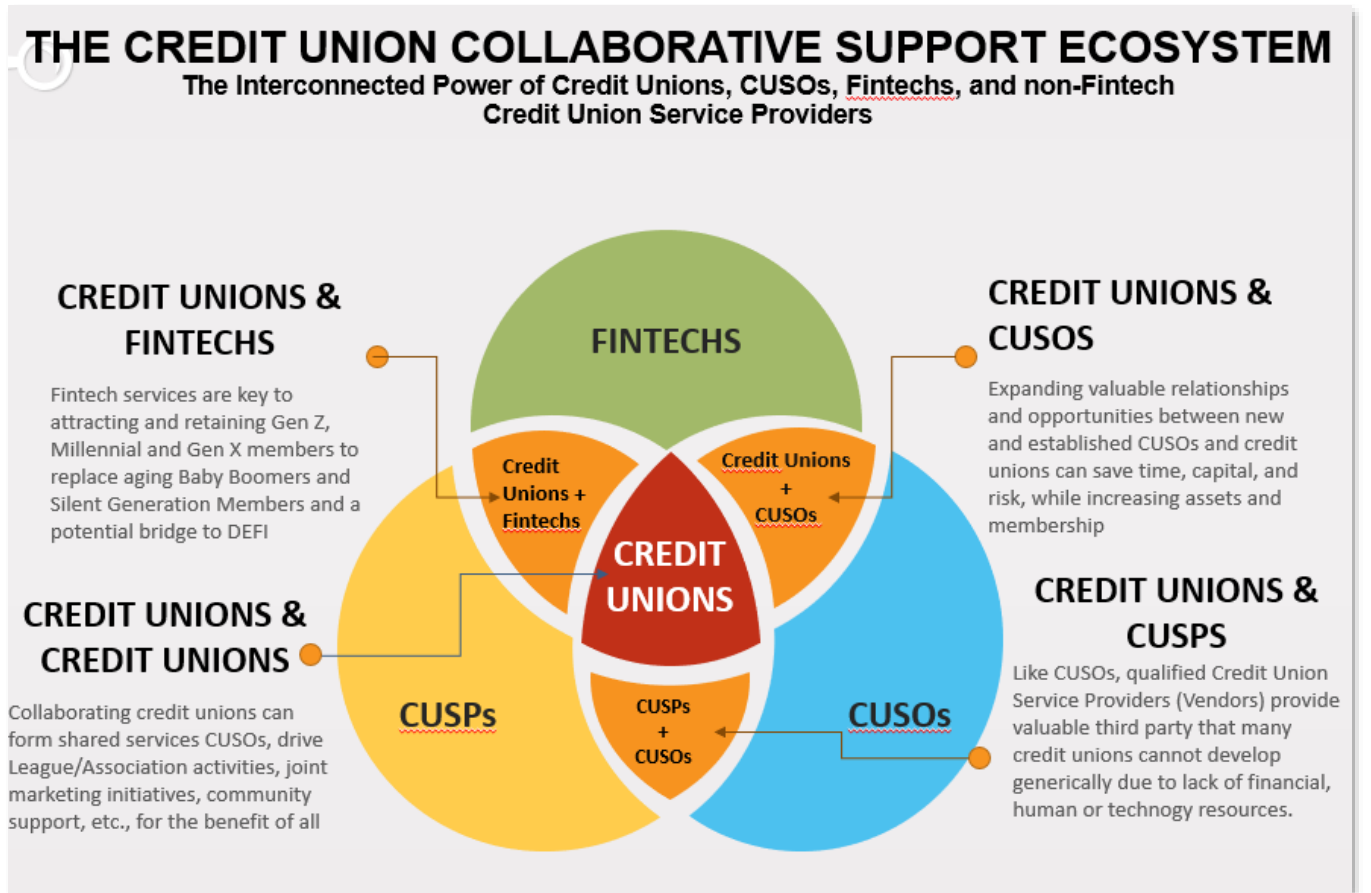 THE CREDIT UNION COLLABORATIVE SUPPORT ECOSYSTEM
The Interconnected Power of Credit Unions, CUSOs, Fintechs, and non-Fintech
Credit Union Service Providers
CREDIT UNIONS &
FINTECHS
Fintech services are key to
attracting and retaining Gen Z,
Millennial and Gen X members to
replace aging Baby Boomers and
Silent Generation Members and a
potential bridge to DEFI
CREDIT UNIONS &
CREDIT UNIONS
Collaborating credit unions can
form shared services CUSOs, drive
League/Association activities, joint
marketing initiatives, community
support, etc., for the benefit of all
FINTECHS
Credit
Unions +
Fintechs
Credit Unions
+
CUSOs
CREDIT
UNIONS
CUSPs
CUSPs
+
CUSOs
CUSOs
CREDIT UNIONS &
CUSOS
Expanding valuable relationships
and opportunities between new
and established CUSOs and credit
unions can save time, capital, and
risk, while increasing assets and
membership
CREDIT UNIONS &
CUSPS
Like CUSOs, qualified Credit Union
Service Providers (Vendors) provide
valuable third party that many
credit unions cannot develop
generically due to lack of financial,
human or technogy resources.